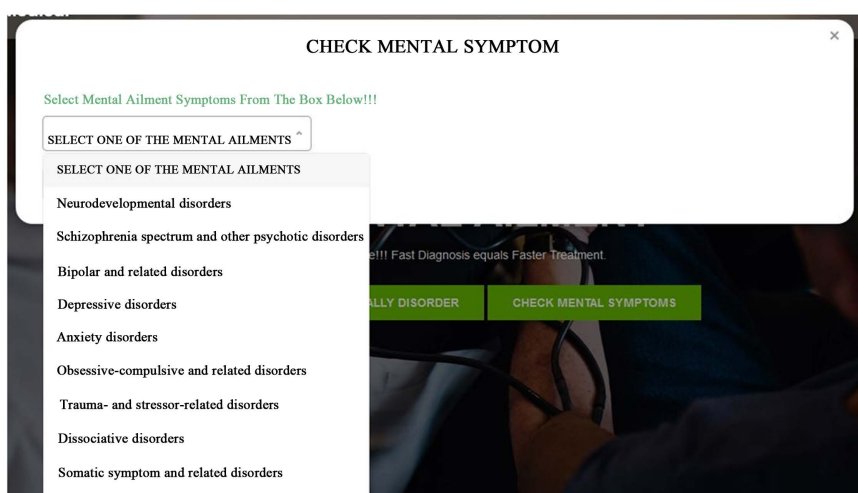 CHECK MENTAL SYMPTOM
×
Select Mental Ailment Symptoms From The Box Below!!!
SELECT ONE OF THE MENTAL AILMENTS
SELECT ONE OF THE MENTAL AILMENTS
Neurodevelopmental disorders
Schizophrenia spectrum and other psychotic disorders
Bipolar and related disorders
e!!! Fast Diagnosis equals Faster Treatment.
Depressive disorders
ALLY DISORDER
CHECK MENTAL SYMPTOMS
Anxiety disorders
Obsessive-compulsive and related disorders
Trauma- and stressor-related disorders
Dissociative disorders
Somatic symptom and related disorders